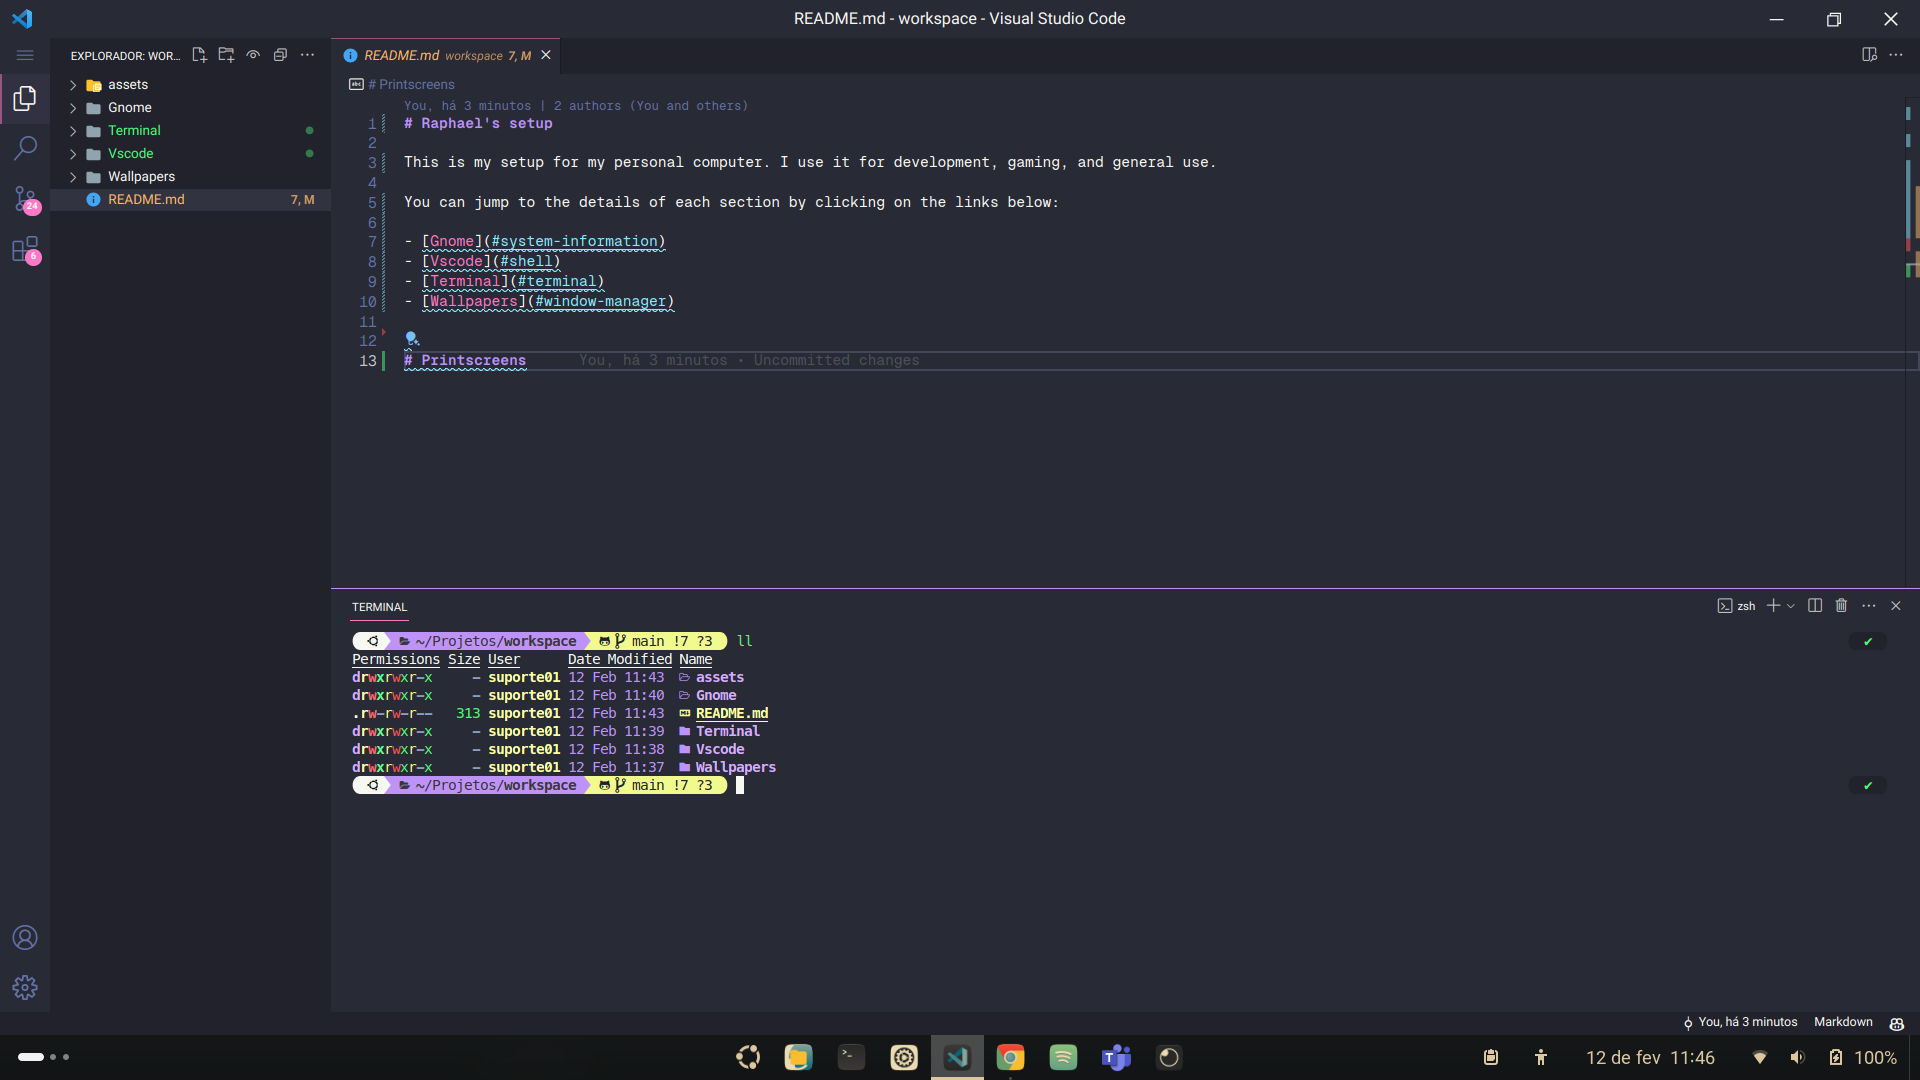 README.md - workspace - Visual Studio Code
EXPLORADOR: WOR...
assets
Gnome
Terminal
Vscode
Wallpapers
README.md 7, M
24
6
README.md workspace 7, M
# Printscreens
You, há 3 minutos | 2 authors (You and others)
1 # Raphael's setup
2
3 This is my setup for my personal computer. I use it for development, gaming, and general use.
4
5 You can jump to the details of each section by clicking on the links below:
6
7 - [Gnome](#system-information)
8 - [Vscode](#shell)
9 - [Terminal](#terminal)
10 - [Wallpapers](#window-manager)
11
12
13 # Printscreens You, há 3 minutos • Uncommitted changes
TERMINAL
zsh
~/Projetos/workspace main !7 ?3 ll
Permissions Size User Date Modified Name
drwxrwxr-x - suporte01 12 Feb 11:43 assets
drwxrwxr-x - suporte01 12 Feb 11:40 Gnome
.rw-rw-r-- 313 suporte01 12 Feb 11:43 README.md
drwxrwxr-x - suporte01 12 Feb 11:39 Terminal
drwxrwxr-x - suporte01 12 Feb 11:38 Vscode
drwxrwxr-x - suporte01 12 Feb 11:37 Wallpapers
~/Projetos/workspace main !7 ?3
You, há 3 minutos Markdown
12 de fev 11:46 100%